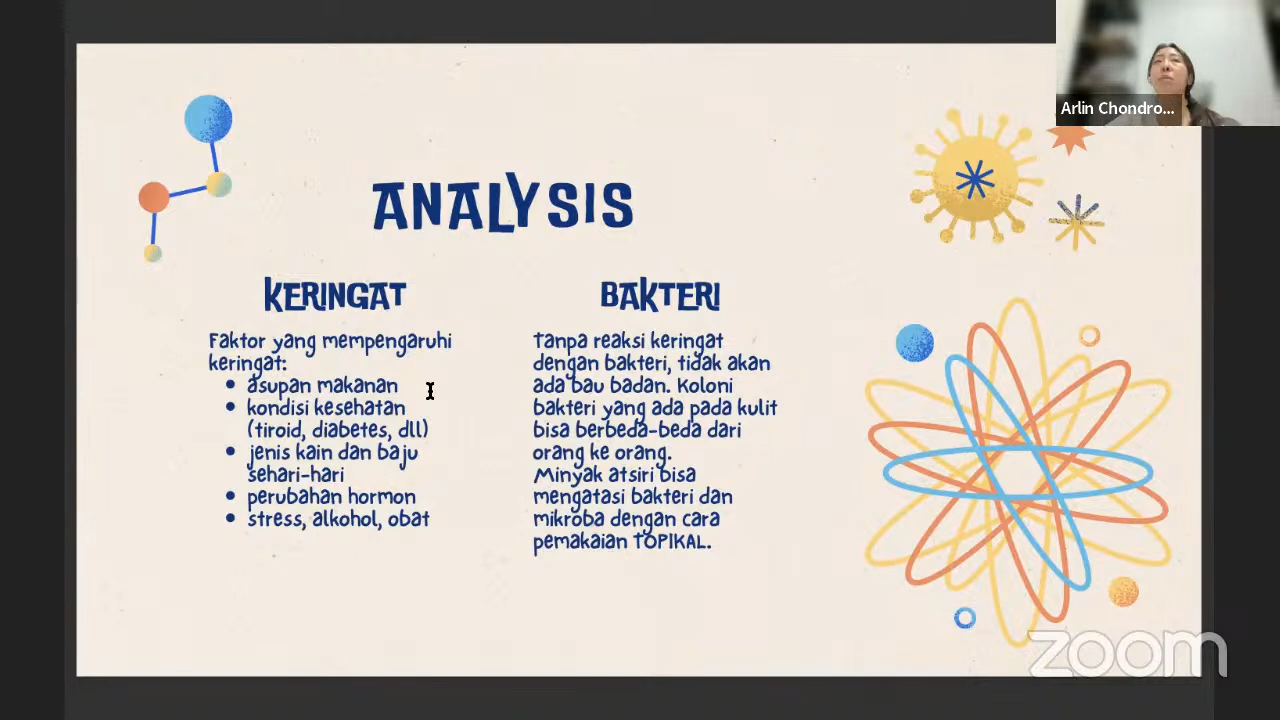 Arlin Chondro...
ANALYSIS
KERINGAT
Faktor yang mempengaruhi
keringat:
• asupan makanan
• kondisi kesehatan
(tiroid, diabetes, dll)
• jenis kain dan baju
sehari-hari
• perubahan hormon
• stress, alkohol, obat
BAKTERI
Tanpa reaksi keringat
dengan bakteri, tidak akan
ada bau badan. Koloni
bakteri yang ada pada kulit
bisa berbeda-beda dari
orang ke orang.
Minyak atsiri bisa
mengatasi bakteri dan
mikroba dengan cara
pemakaian TOPIKAL.
zoom